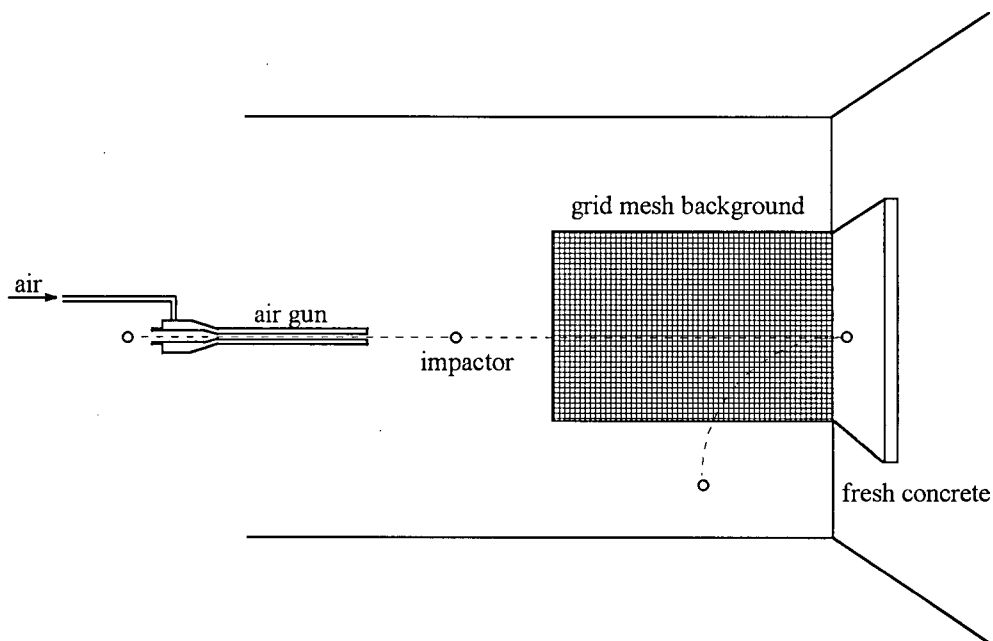 grid mesh background
air
air gun
impactor
fresh concrete